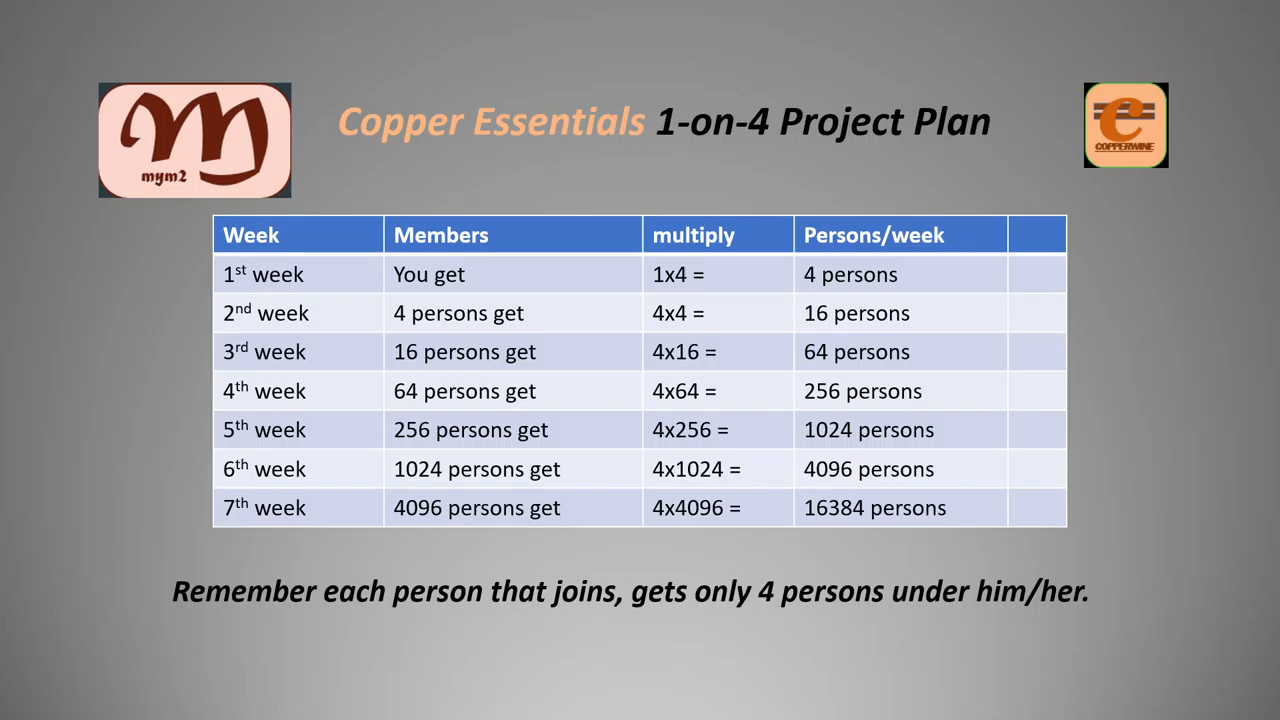 Copper Essentials 1-on-4 Project Plan
mym2
e
COPPERWINE
Week Members multiply Persons/week
1st week You get 1x4 = 4 persons
2nd week 4 persons get 4x4 = 16 persons
3rd week 16 persons get 4x16 = 64 persons
4th week 64 persons get 4x64 = 256 persons
5th week 256 persons get 4x256 = 1024 persons
6th week 1024 persons get 4x1024 = 4096 persons
7th week 4096 persons get 4x4096 = 16384 persons
Remember each person that joins, gets only 4 persons under him/her.